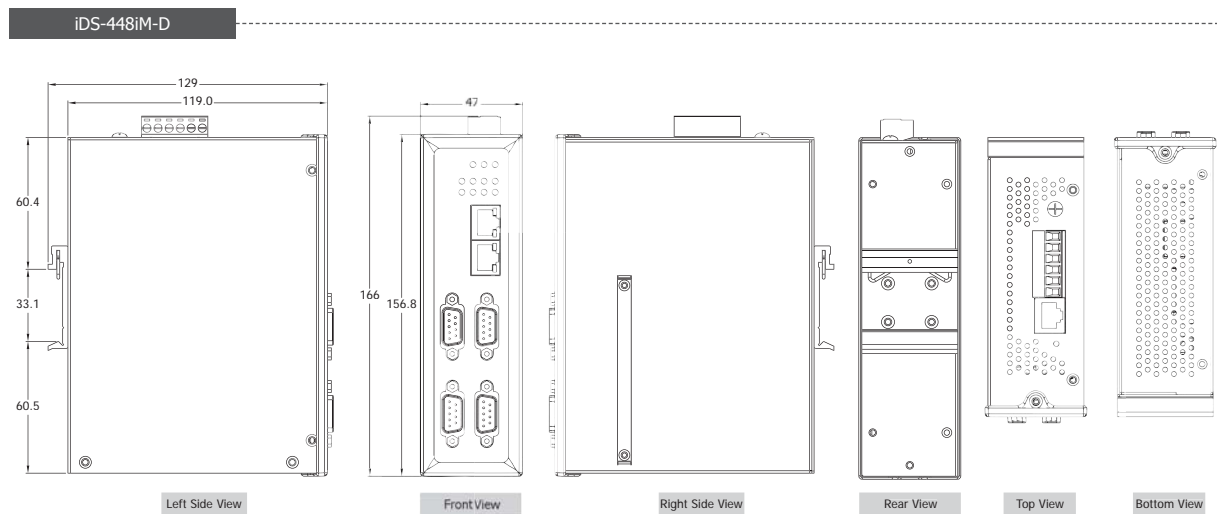 iDS-448iM-D
129
119.0
47
60.4
33.1
60.5
166
156.8
Left Side View
Front View
Right Side View
Rear View
Top View
Bottom View